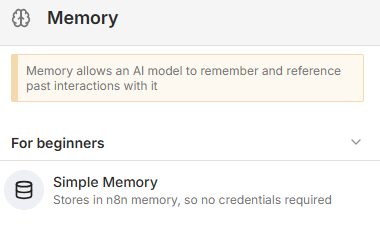 Memory
Memory allows an AI model to remember and reference
past interactions with it
For beginners
Simple Memory
Stores in n8n memory, so no credentials required